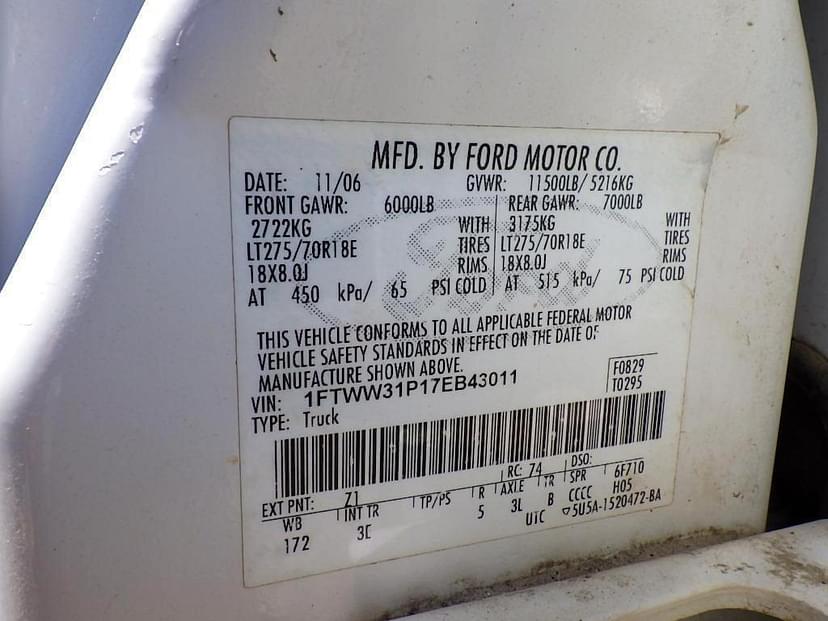 MFD. BY FORD MOTOR CO.
DATE: 11/06 GVWR: 11500LB/ 5216KG
FRONT GAWR: 6000LB REAR GAWR: 7000LB
2722KG WITH 3175KG WITH
LT275/70R18E TIRES LT275/70R18E TIRES
18X8.0J RIMS 18X8.0J RIMS
AT 450 kPa/ 65 PSI COLD AT 515 kPa/ 75 PSI COLD
Ford
THIS VEHICLE CONFORMS TO ALL APPLICABLE FEDERAL MOTOR
VEHICLE SAFETY STANDARDS IN EFFECT ON THE DATE OF
MANUFACTURE SHOWN ABOVE.
VIN: 1FTWW31P17EB43011 F0829
TYPE: Truck T0295
EXT PNT: Z1 RC: 74 DSO:
WB INT TR TP/PS R AXLE TR SPR 6F710
172 3E 5 3L B CCCC H05
UTC ▽5U5A-1520472-BA